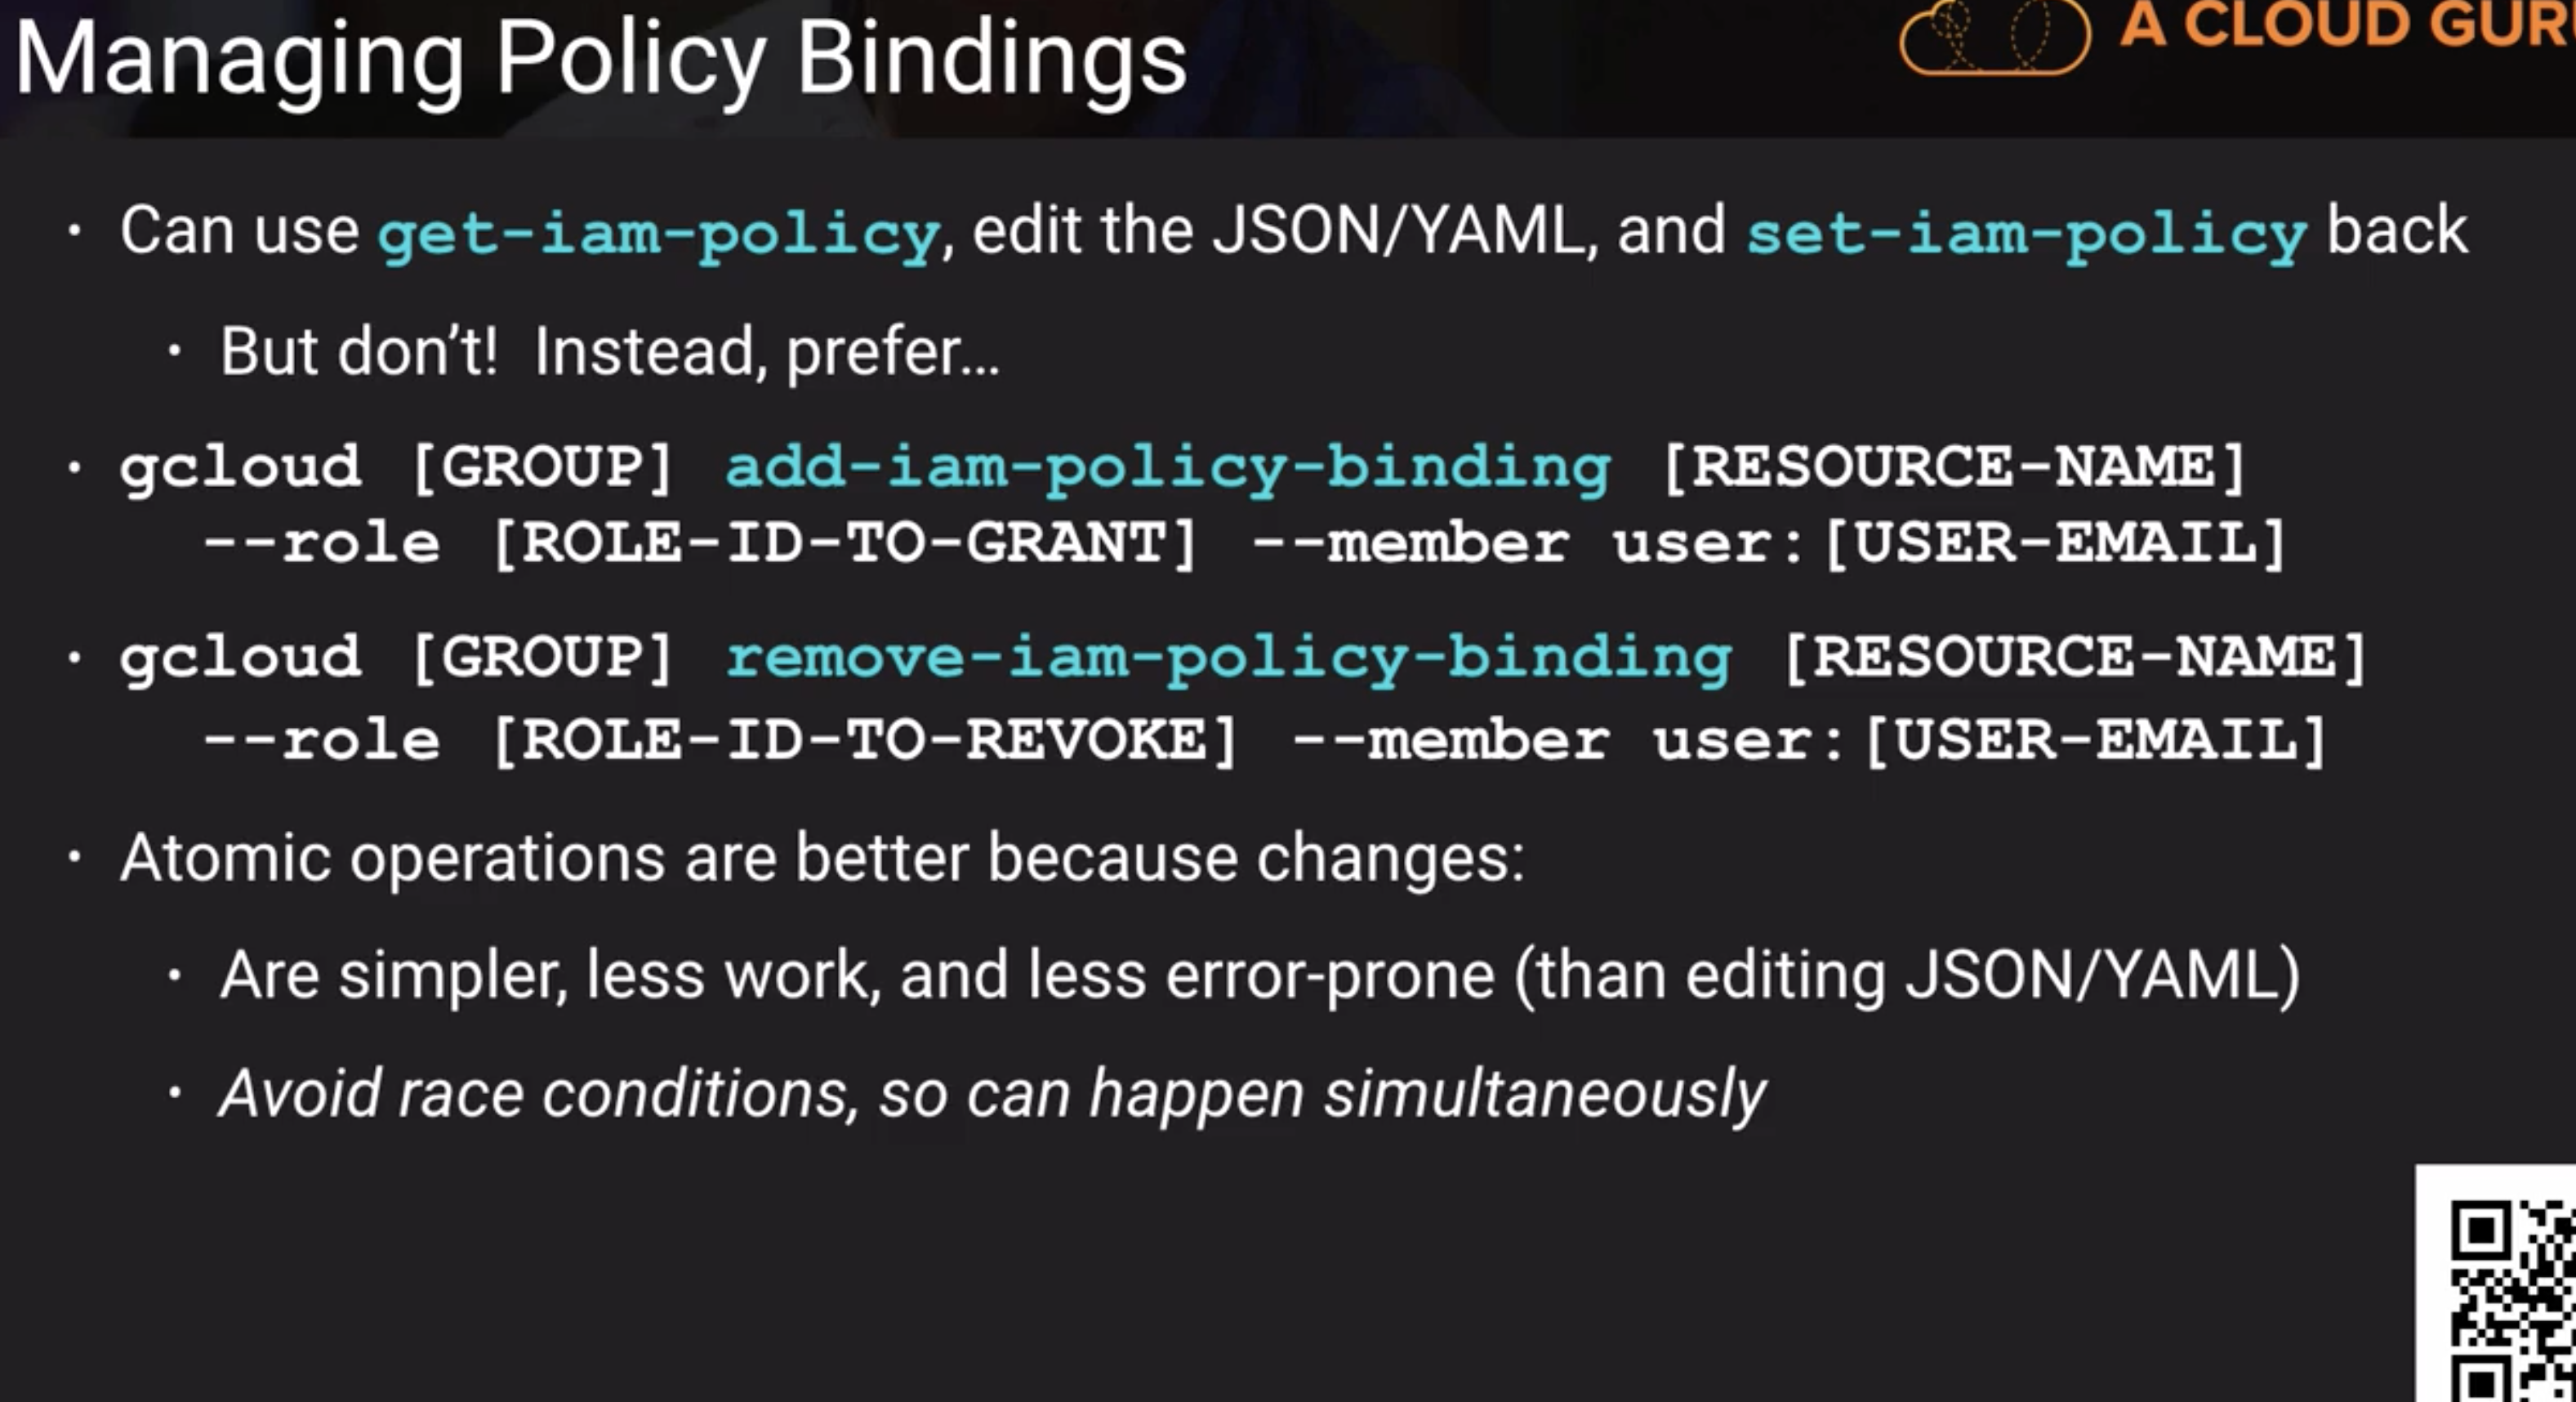 Managing Policy Bindings
A CLOUD GUR
• Can use get-iam-policy, edit the JSON/YAML, and set-iam-policy back
• But don’t!  Instead, prefer…
• gcloud [GROUP] add-iam-policy-binding [RESOURCE-NAME]
--role [ROLE-ID-TO-GRANT] --member user:[USER-EMAIL]
• gcloud [GROUP] remove-iam-policy-binding [RESOURCE-NAME]
--role [ROLE-ID-TO-REVOKE] --member user:[USER-EMAIL]
• Atomic operations are better because changes:
• Are simpler, less work, and less error-prone (than editing JSON/YAML)
• Avoid race conditions, so can happen simultaneously